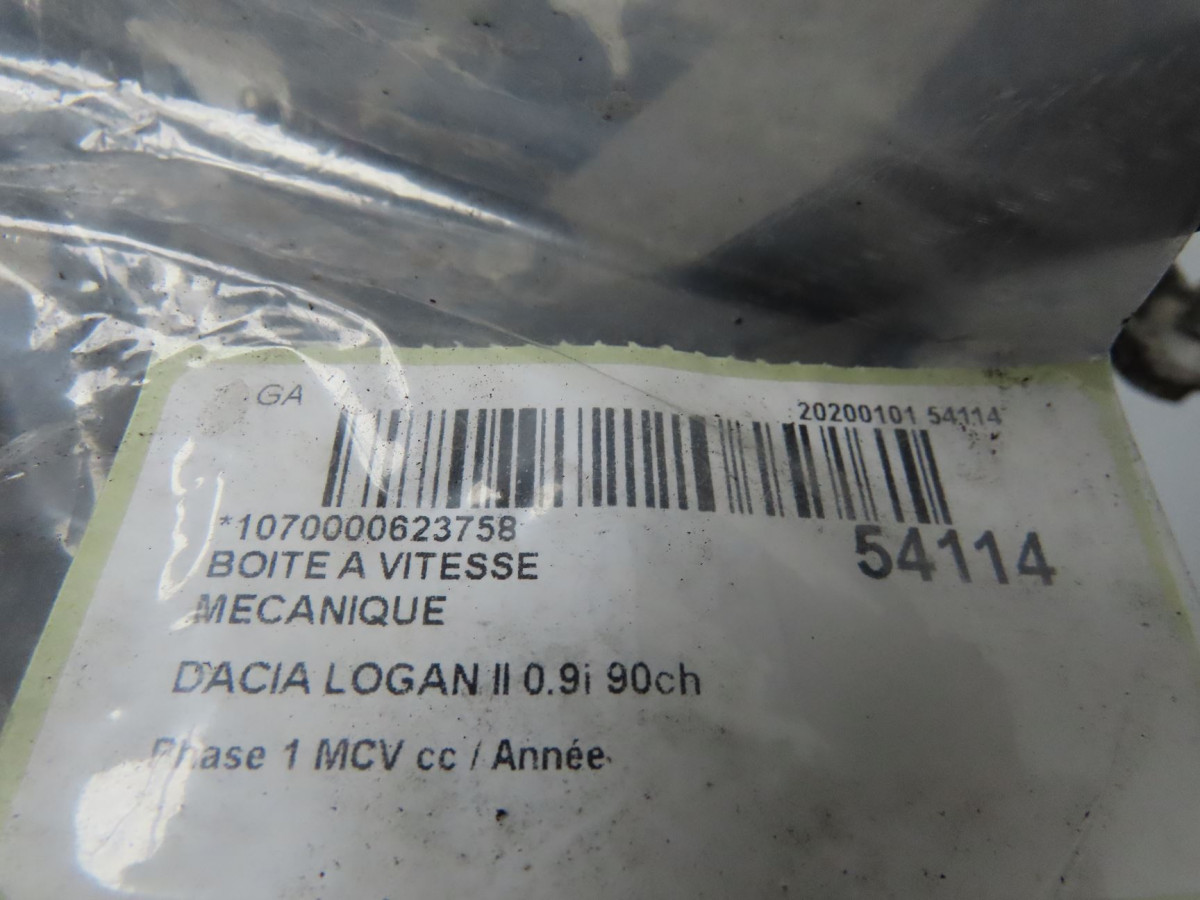 GA
20200101 54114
*1070000623758
54114
BOITE A VITESSE
MECANIQUE
DACIA LOGAN II 0.9i 90ch
Phase 1 MCV cc / Année